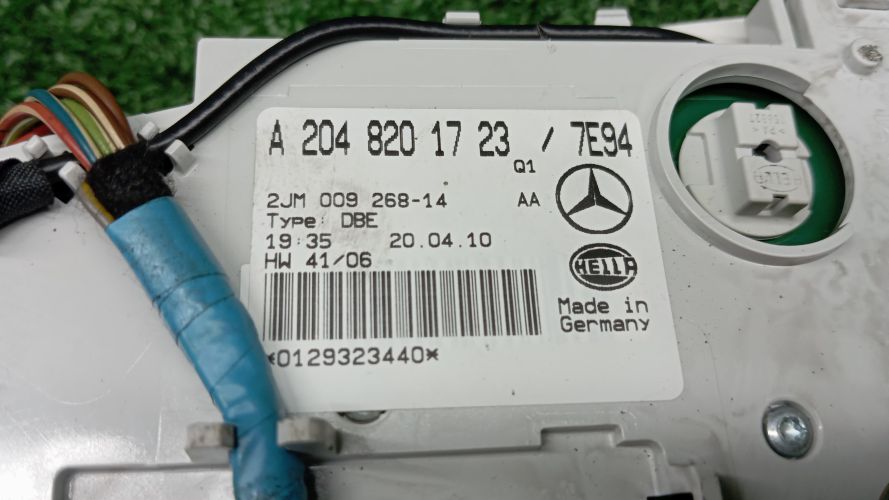 A 204 820 17 23 / 7E94
Q1
2JM 009 268-14 AA
Type: DBE
19:35 20.04.10
HW 41/06
HELLA
Made in
Germany
*0129323440*
HELLA